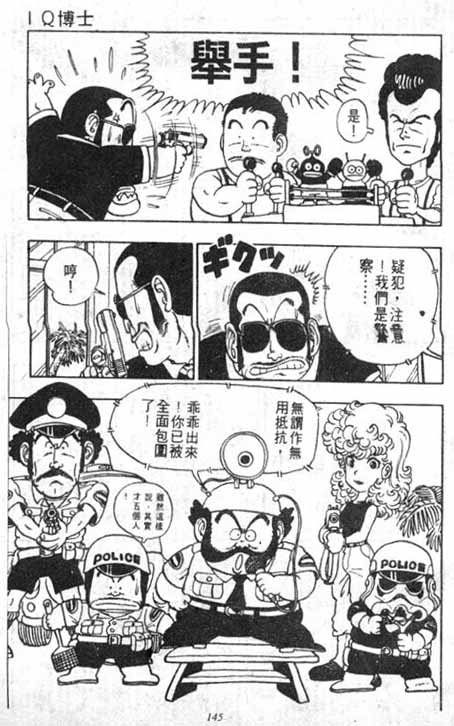 IQ博士
舉手！
是！
疑犯，注意
！我們是警
察……
ギクッ
哼！
無謂作無
用抵抗，
乖乖出來
！你已被
全面包圍
了！
雖然這樣
說，其實
才五個人
！
POLICE
POLICE
145